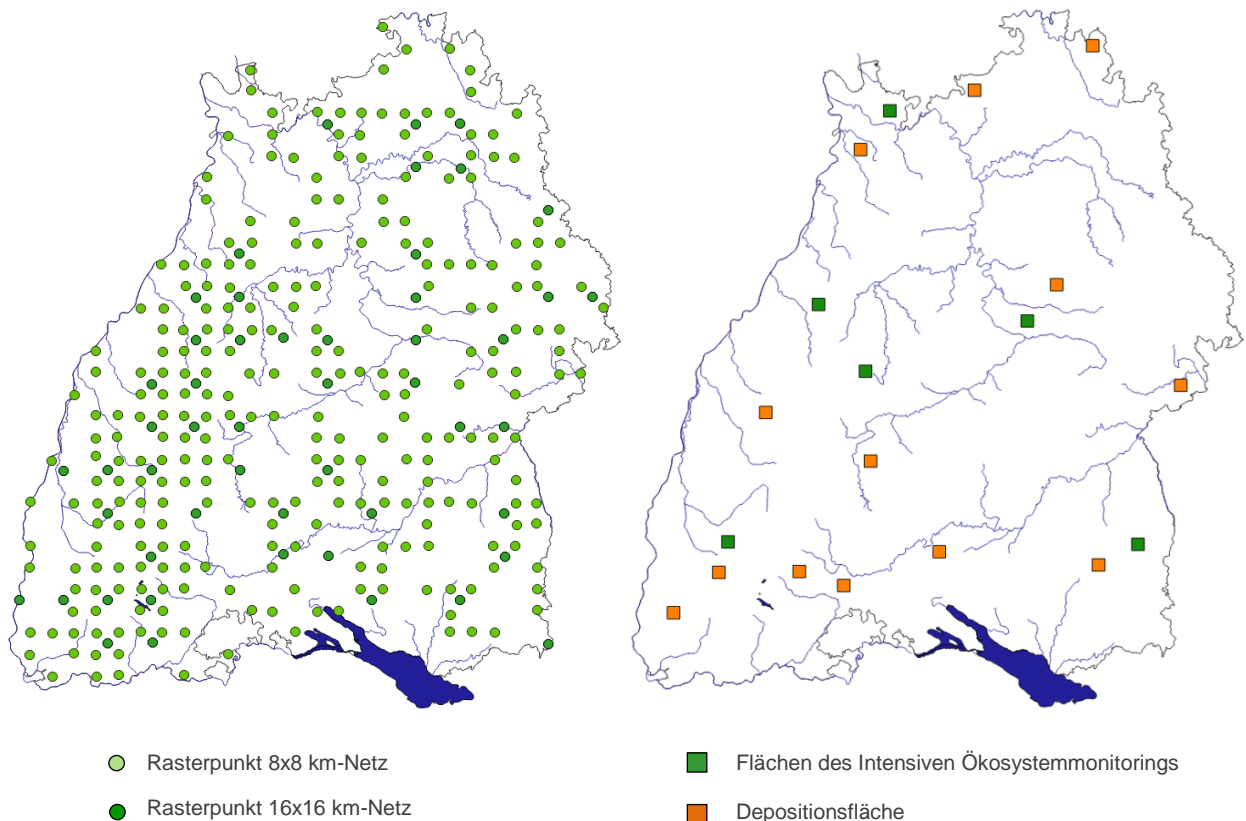 Rasterpunkt 8x8 km-Netz
Rasterpunkt 16x16 km-Netz
Flächen des Intensiven Ökosystemmonitorings
Depositionsfläche